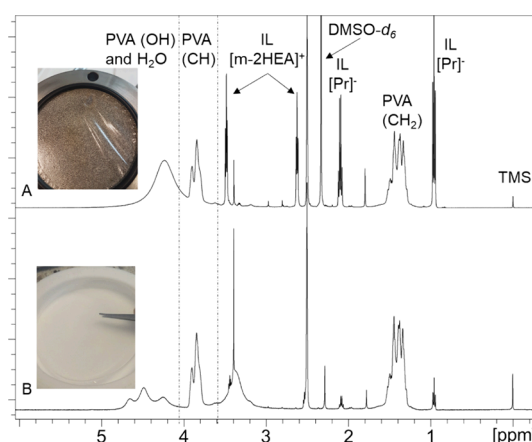 PVA (OH)
and H₂O
PVA
(CH)
IL
[m-2HEA]⁺
DMSO-d₆
IL
[Pr]⁻
PVA
(CH₂)
IL
[Pr]⁻
TMS
A
B
5
4
3
2
1
[ppm